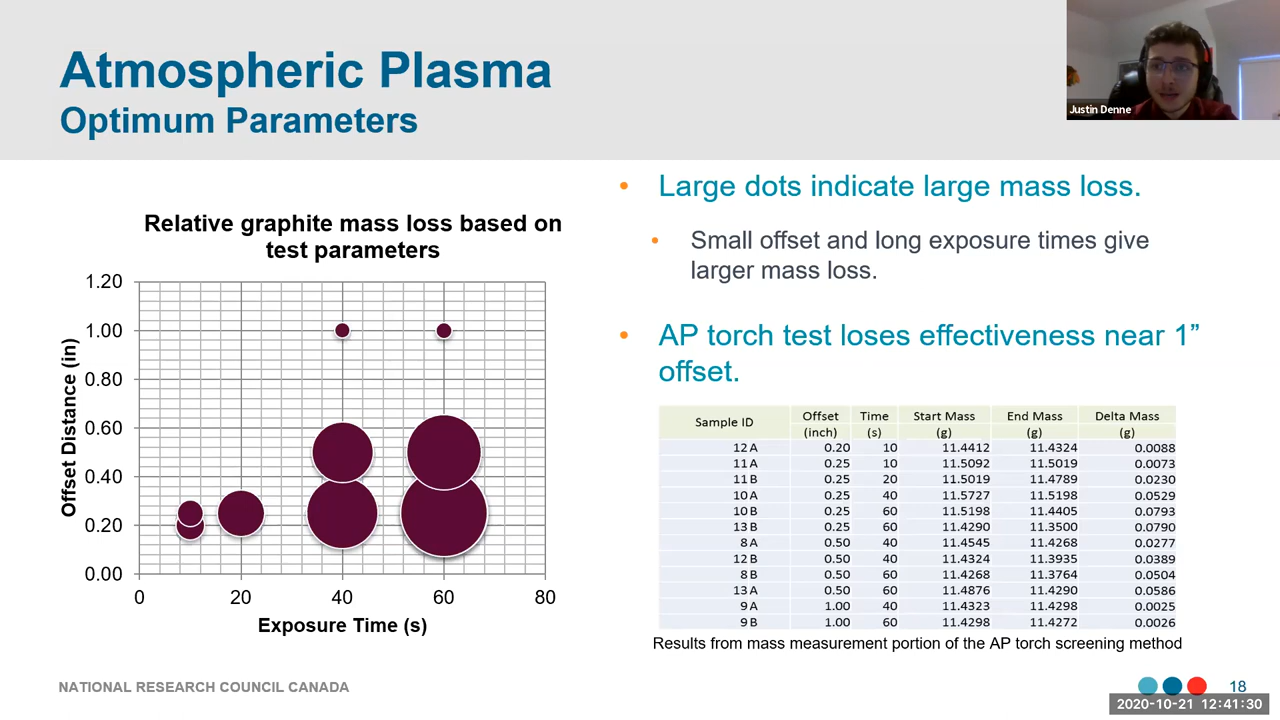 Atmospheric Plasma
Optimum Parameters
Justin Denne
Relative graphite mass loss based on
test parameters
1.20
1.00
0.80
0.60
0.40
0.20
0.00
Offset Distance (in)
0 20 40 60 80
Exposure Time (s)
• Large dots indicate large mass loss.
• Small offset and long exposure times give
larger mass loss.
• AP torch test loses effectiveness near 1”
offset.
Sample ID Offset (inch) Time (s) Start Mass (g) End Mass (g) Delta Mass (g)
12 A 0.20 10 11.4412 11.4324 0.0088
11 A 0.25 10 11.5092 11.5019 0.0073
11 B 0.25 20 11.5019 11.4789 0.0230
10 A 0.25 40 11.5727 11.5198 0.0529
10 B 0.25 60 11.5198 11.4405 0.0793
13 B 0.25 60 11.4290 11.3500 0.0790
8 A 0.50 40 11.4545 11.4268 0.0277
12 B 0.50 40 11.4324 11.3935 0.0389
8 B 0.50 60 11.4268 11.3764 0.0504
13 A 0.50 60 11.4876 11.4290 0.0586
9 A 1.00 40 11.4323 11.4298 0.0025
9 B 1.00 60 11.4298 11.4272 0.0026
Results from mass measurement portion of the AP torch screening method
NATIONAL RESEARCH COUNCIL CANADA
18
2020-10-21 12:41:30